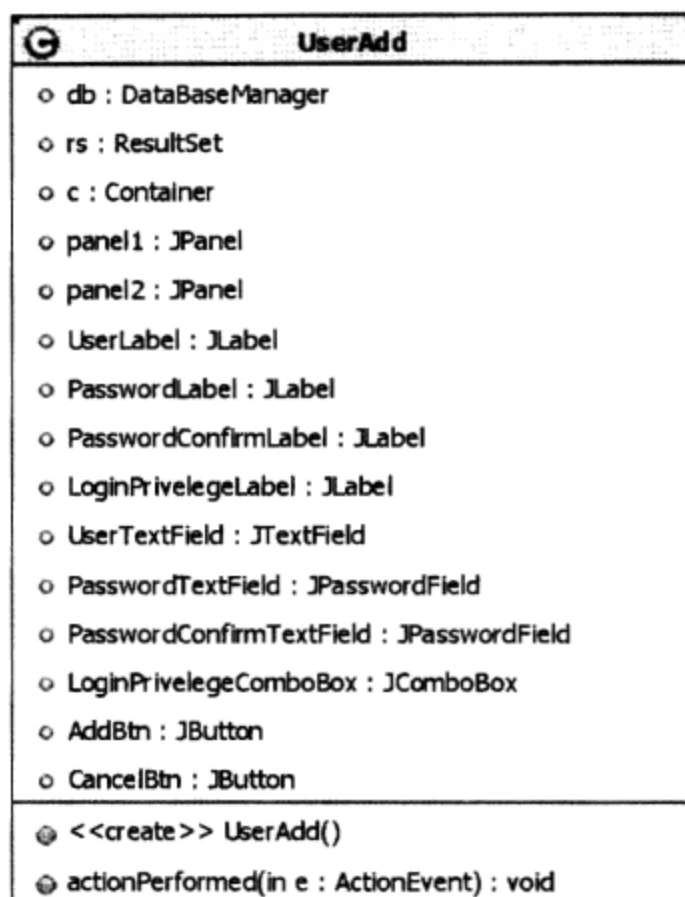 C UserAdd
db : DataBaseManager
rs : ResultSet
c : Container
panel1 : JPanel
panel2 : JPanel
UserLabel : JLabel
PasswordLabel : JLabel
PasswordConfirmLabel : JLabel
LoginPrivelegeLabel : JLabel
UserTextField : JTextField
PasswordTextField : JPasswordField
PasswordConfirmTextField : JPasswordField
LoginPrivelegeComboBox : JComboBox
AddBtn : JButton
CancelBtn : JButton
<<create>> UserAdd()
actionPerformed(in e : ActionEvent) : void